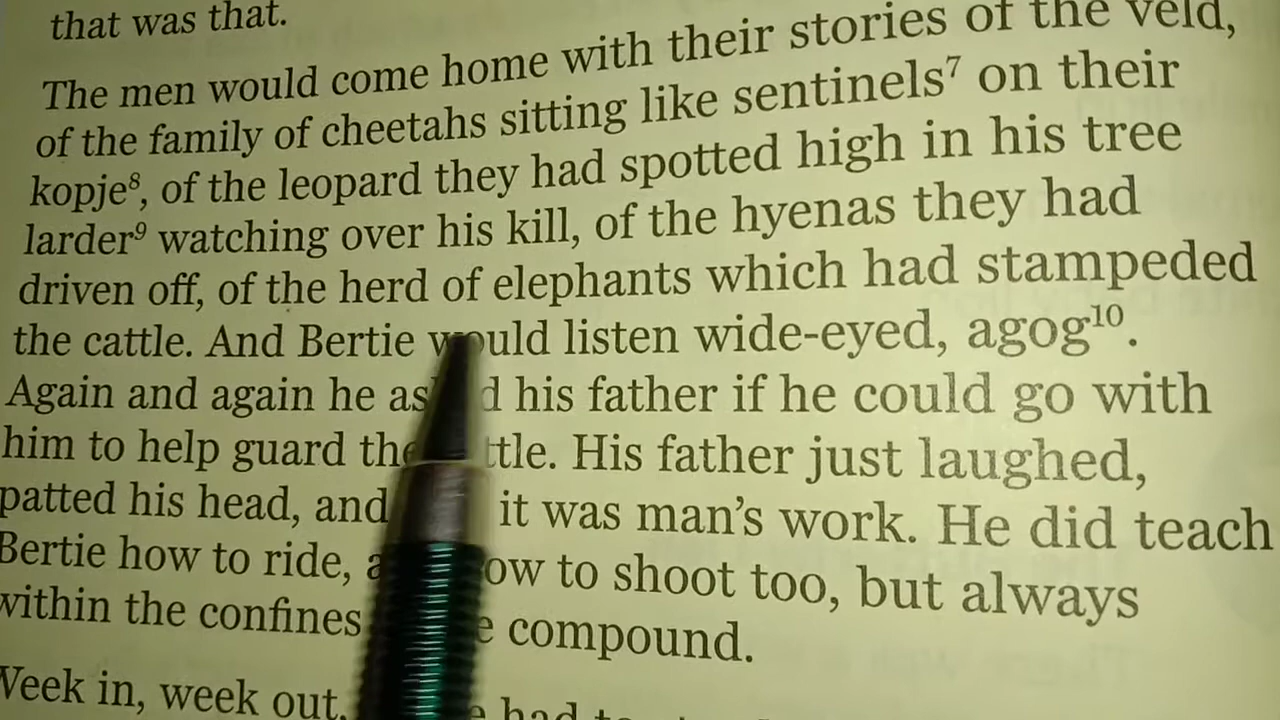 that was that.
The men would come home with their stories of the veld,
of the family of cheetahs sitting like sentinels⁷ on their
kopje⁸, of the leopard they had spotted high in his tree
larder⁹ watching over his kill, of the hyenas they had
driven off, of the herd of elephants which had stampeded
the cattle. And Bertie would listen wide-eyed, agog¹⁰.
Again and again he asked his father if he could go with
him to help guard the cattle. His father just laughed,
patted his head, and it was man's work. He did teach
Bertie how to ride, how to shoot too, but always
within the confines compound.
Week in, week out, had to